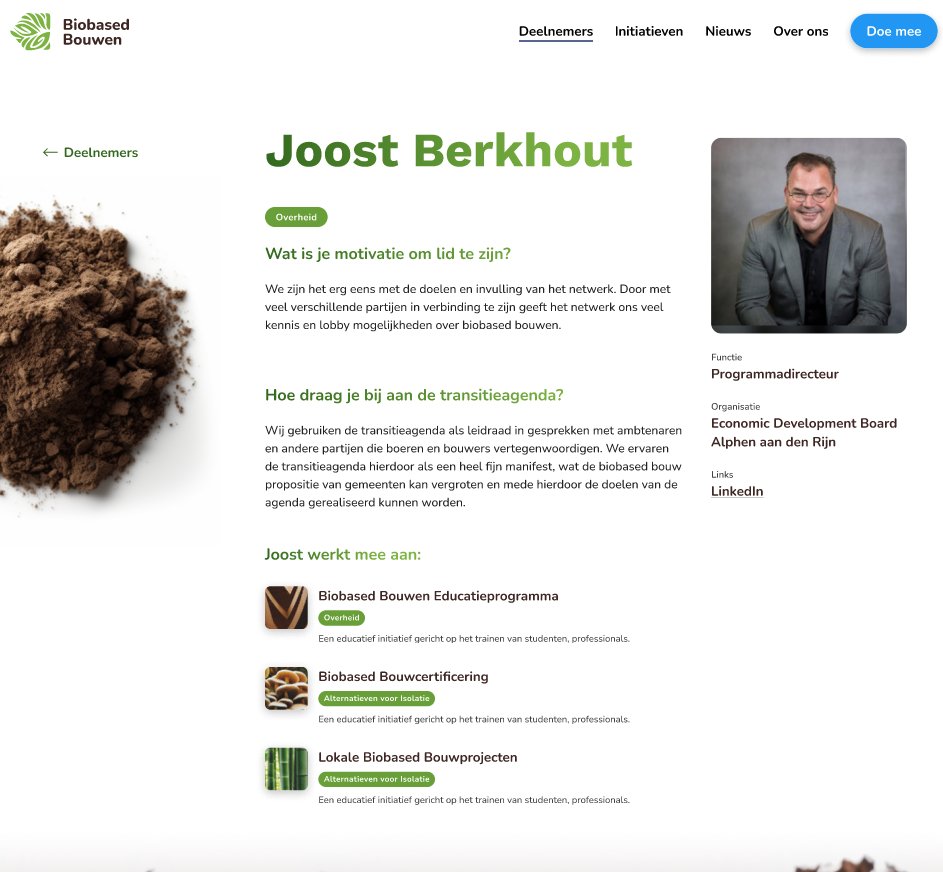 Biobased
Bouwen
Deelnemers
Initiatieven
Nieuws
Over ons
Doe mee
← Deelnemers
Joost Berkhout
Overheid
Wat is je motivatie om lid te zijn?
We zijn het erg eens met de doelen en invulling van het netwerk. Door met
veel verschillende partijen in verbinding te zijn geeft het netwerk ons veel
kennis en lobby mogelijkheden over biobased bouwen.
Hoe draag je bij aan de transitieagenda?
Wij gebruiken de transitieagenda als leidraad in gesprekken met ambtenaren
en andere partijen die boeren en bouwers vertegenwoordigen. We ervaren
de transitieagenda hierdoor als een heel fijn manifest, wat de biobased bouw
propositie van gemeenten kan vergroten en mede hierdoor de doelen van de
agenda gerealiseerd kunnen worden.
Joost werkt mee aan:
Biobased Bouwen Educatieprogramma
Overheid
Een educatief initiatief gericht op het trainen van studenten, professionals.
Biobased Bouwcertificering
Alternatieven voor Isolatie
Een educatief initiatief gericht op het trainen van studenten, professionals.
Lokale Biobased Bouwprojecten
Alternatieven voor Isolatie
Een educatief initiatief gericht op het trainen van studenten, professionals.
Functie
Programmadirecteur
Organisatie
Economic Development Board
Alphen aan den Rijn
Links
LinkedIn